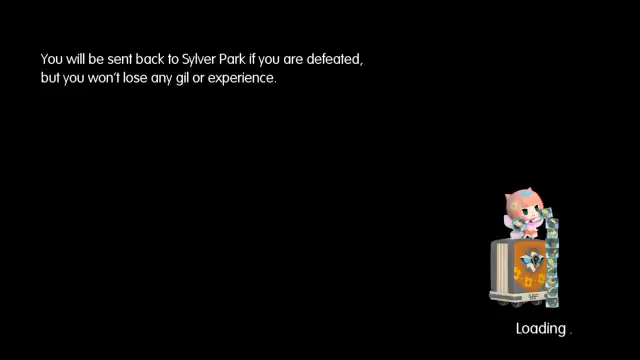 You will be sent back to Sylver Park if you are defeated,
but you won't lose any gil or experience.
Loading .